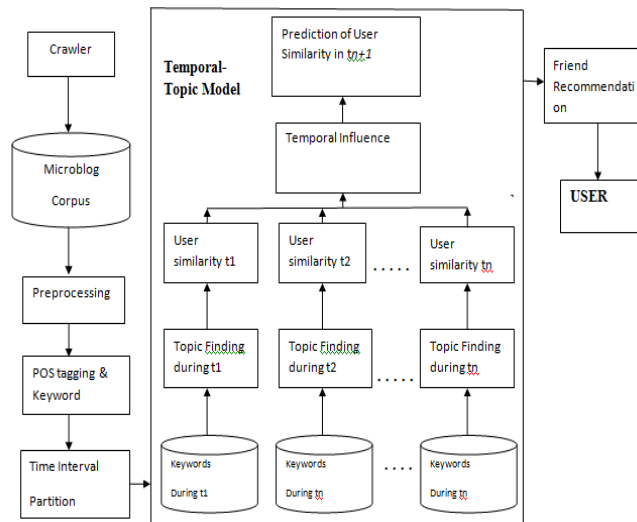 Crawler
Microblog
Corpus
Preprocessing
POS tagging &
Keyword
Time Interval
Partition
Temporal-
Topic Model
Prediction of User
Similarity in tn+1
Temporal Influence
User
similarity t1
User
similarity t2
.....
User
similarity tn
Topic Finding
during t1
Topic Finding
during t2
.....
Topic Finding
during tn
Keywords
During t1
Keywords
During tn
....
Keywords
During tn
Friend
Recommendati
on
USER